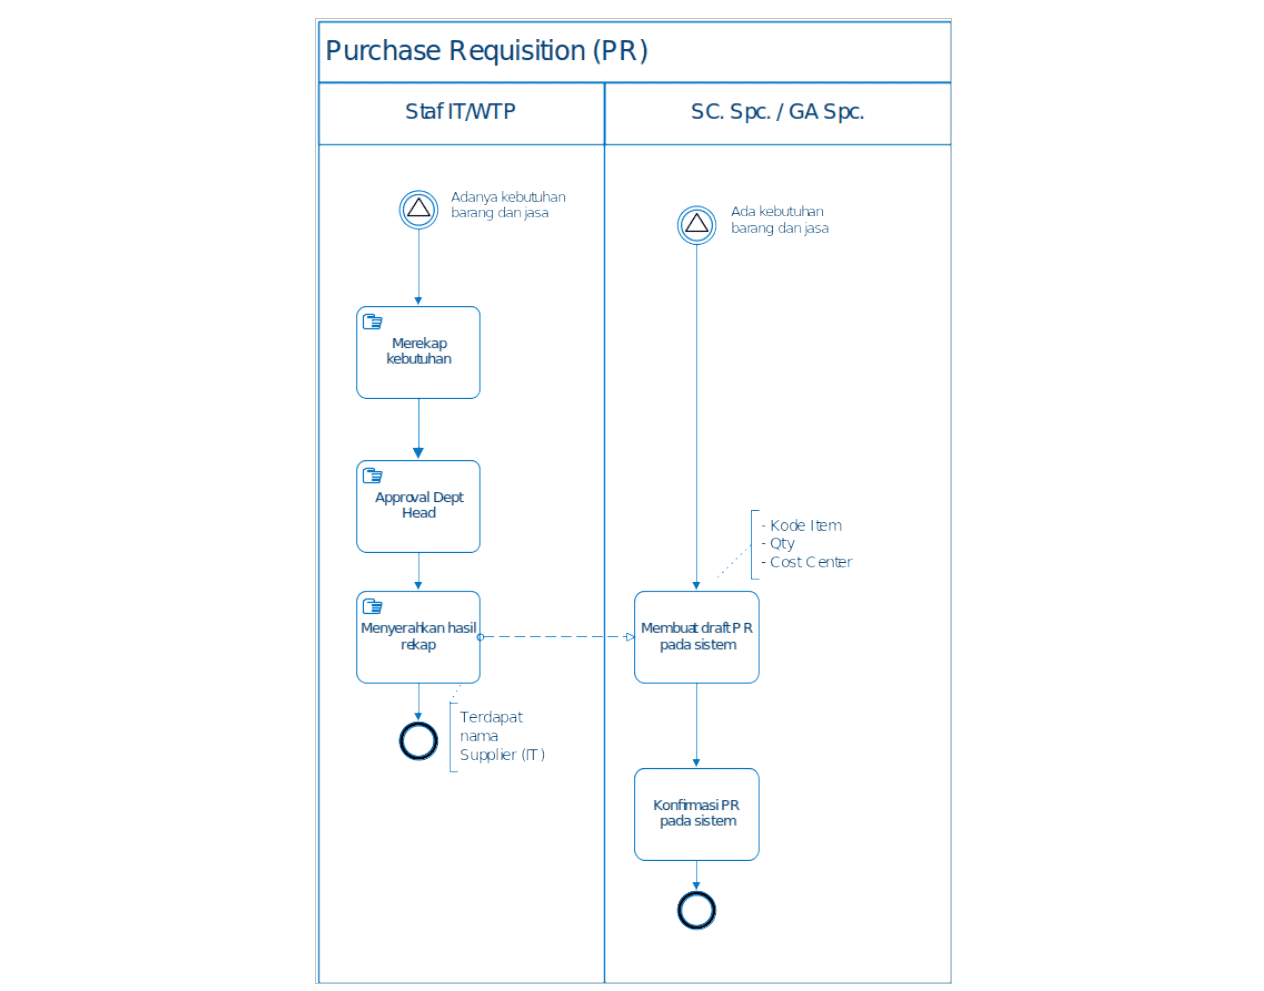 Purchase Requisition (PR)
Staf IT/WTP
SC. Spc. / GA Spc.
Adanya kebutuhan
barang dan jasa
Ada kebutuhan
barang dan jasa
Merekap
kebutuhan
Approval Dept
Head
- Kode Item
- Qty
- Cost Center
Menyerahkan hasil
rekap
Membuat draft PR
pada sistem
Terdapat
nama
Supplier (IT)
Konfirmasi PR
pada sistem